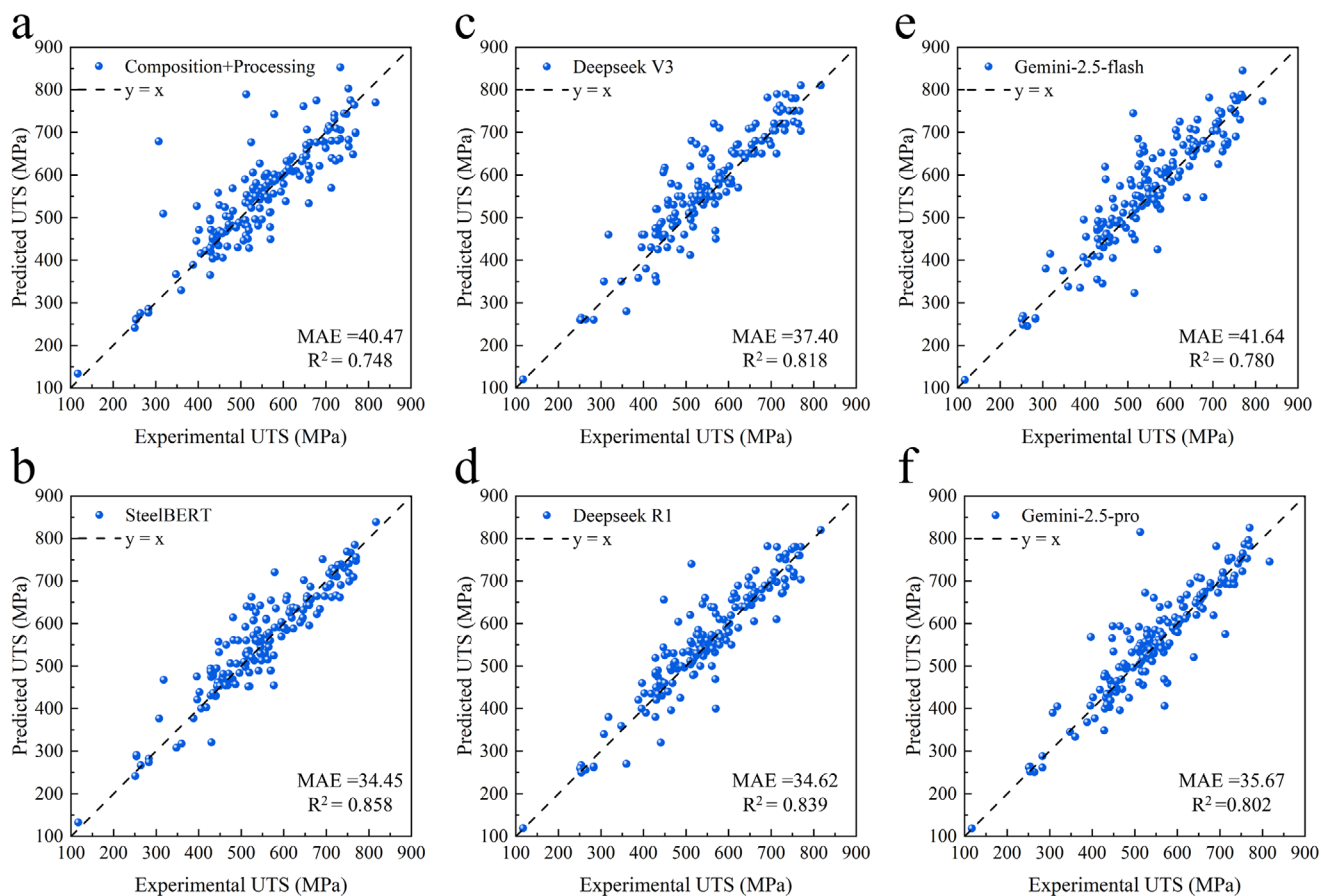 a
900
800
700
600
500
400
300
200
100
Predicted UTS (MPa)
Composition+Processing
y = x
MAE =40.47
R² = 0.748
100 200 300 400 500 600 700 800 900
Experimental UTS (MPa)
c
900
800
700
600
500
400
300
200
100
Predicted UTS (MPa)
Deepseek V3
y = x
MAE =37.40
R² = 0.818
100 200 300 400 500 600 700 800 900
Experimental UTS (MPa)
e
900
800
700
600
500
400
300
200
100
Predicted UTS (MPa)
Gemini-2.5-flash
y = x
MAE =41.64
R² = 0.780
100 200 300 400 500 600 700 800 900
Experimental UTS (MPa)
b
900
800
700
600
500
400
300
200
100
Predicted UTS (MPa)
SteelBERT
y = x
MAE =34.45
R² = 0.858
100 200 300 400 500 600 700 800 900
Experimental UTS (MPa)
d
900
800
700
600
500
400
300
200
100
Predicted UTS (MPa)
Deepseek R1
y = x
MAE =34.62
R² = 0.839
100 200 300 400 500 600 700 800 900
Experimental UTS (MPa)
f
900
800
700
600
500
400
300
200
100
Predicted UTS (MPa)
Gemini-2.5-pro
y = x
MAE =35.67
R² = 0.802
100 200 300 400 500 600 700 800 900
Experimental UTS (MPa)